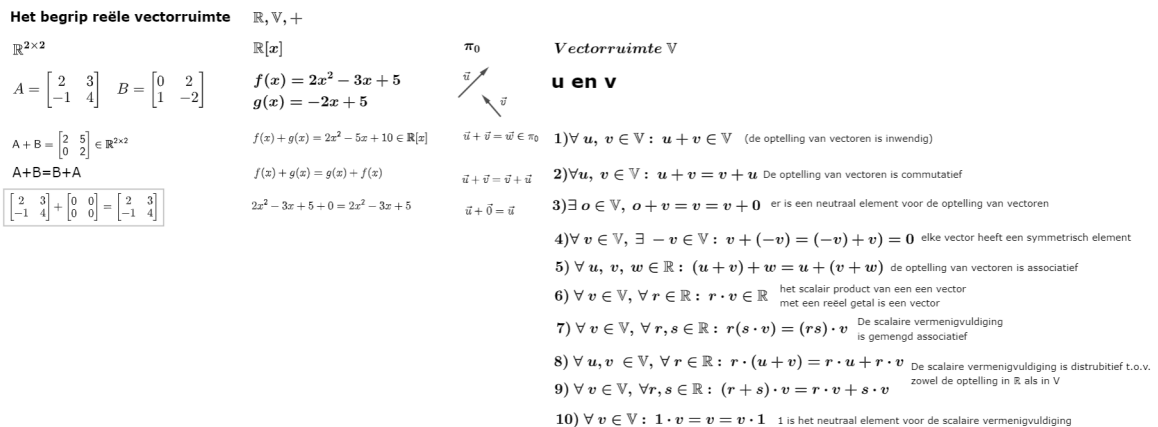 Het begrip reële vectorruimte
ℝ, 𝕍, +
ℝ^{2×2}
ℝ[x]
π₀
Vectorruimte 𝕍
A = [2 3; −1 4]   B = [0 2; 1 −2]
f(x) = 2x² − 3x + 5
g(x) = −2x + 5
u⃗
v⃗
u en v
A + B = [2 5; 0 2] ∈ ℝ^{2×2}
f(x) + g(x) = 2x² − 5x + 10 ∈ ℝ[x]
u⃗ + v⃗ = w⃗ ∈ π₀
1)∀ u, v ∈ 𝕍 : u + v ∈ 𝕍 (de optelling van vectoren is inwendig)
A+B=B+A
f(x) + g(x) = g(x) + f(x)
u⃗ + v⃗ = v⃗ + u⃗
2)∀u, v ∈ 𝕍 : u + v = v + u De optelling van vectoren is commutatief
[2 3; −1 4] + [0 0; 0 0] = [2 3; −1 4]
2x² − 3x + 5 + 0 = 2x² − 3x + 5
u⃗ + 0⃗ = u⃗
3)∃ o ∈ 𝕍, o + v = v = v + 0 er is een neutraal element voor de optelling van vectoren
4)∀ v ∈ 𝕍, ∃ − v ∈ 𝕍 : v + (−v) = (−v) + v) = 0 elke vector heeft een symmetrisch element
5) ∀ u, v, w ∈ ℝ : (u + v) + w = u + (v + w) de optelling van vectoren is associatief
6) ∀ v ∈ 𝕍, ∀ r ∈ ℝ : r · v ∈ ℝ
het scalair product van een een vector
met een reëel getal is een vector
7) ∀ v ∈ 𝕍, ∀ r, s ∈ ℝ : r(s · v) = (rs) · v
De scalaire vermenigvuldiging
is gemengd associatief
8) ∀ u,v ∈ 𝕍, ∀ r ∈ ℝ : r · (u + v) = r · u + r · v
De scalaire vermenigvuldiging is distrubitief t.o.v.
zowel de optelling in ℝ als in V
9) ∀ v ∈ 𝕍, ∀r, s ∈ ℝ : (r + s) · v = r · v + s · v
10) ∀ v ∈ 𝕍 : 1 · v = v = v · 1 1 is het neutraal element voor de scalaire vermenigvuldiging